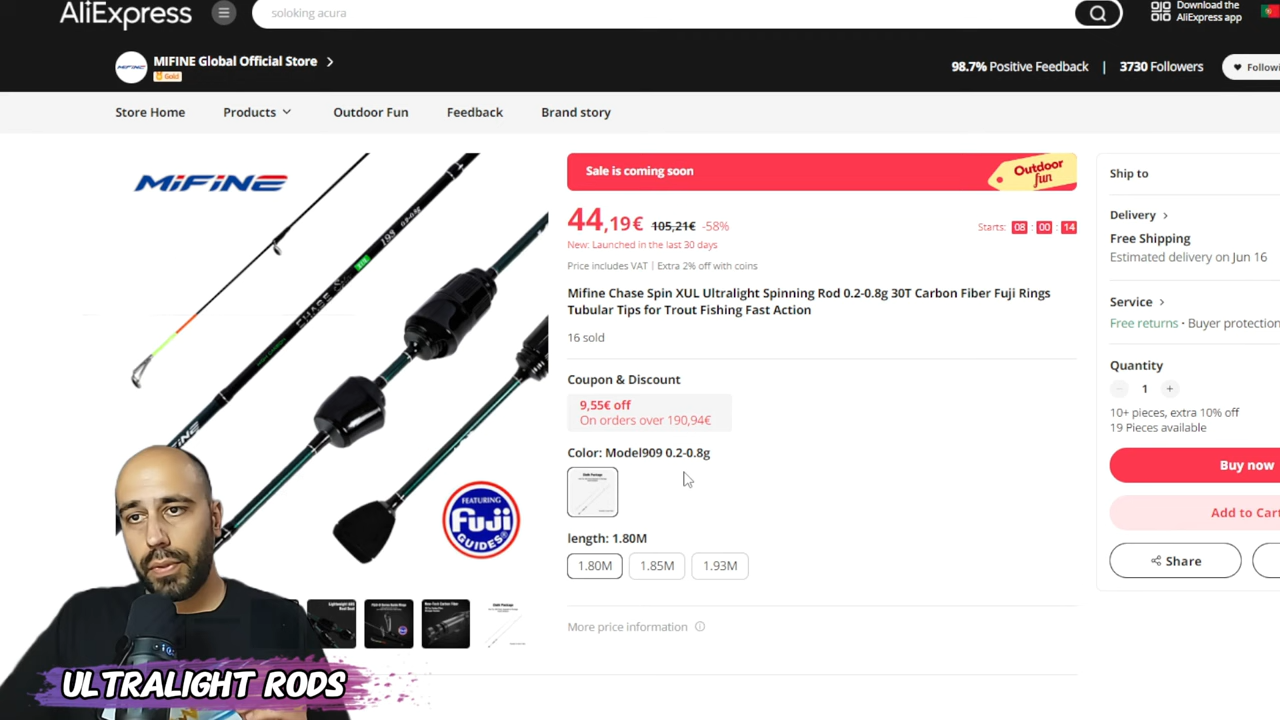 AliExpress
soloking acura
Download the
AliExpress app
MIFINE
MIFINE Global Official Store
Gold
98.7% Positive Feedback | 3730 Followers
Followi
Store Home
Products
Outdoor Fun
Feedback
Brand story
MiFiNE
193 0.2-0.8g
CHASE
FEATURING
Fuji
GUIDES
Sale is coming soon
Outdoor
fun
44,19€ 105,21€ -58%
Starts: 08 : 00 : 14
New: Launched in the last 30 days
Price includes VAT | Extra 2% off with coins
Mifine Chase Spin XUL Ultralight Spinning Rod 0.2-0.8g 30T Carbon Fiber Fuji Rings
Tubular Tips for Trout Fishing Fast Action
16 sold
Coupon & Discount
9,55€ off
On orders over 190,94€
Color: Model909 0.2-0.8g
length: 1.80M
1.80M
1.85M
1.93M
More price information
Ship to
Delivery
Free Shipping
Estimated delivery on Jun 16
Service
Free returns • Buyer protection
Quantity
1
10+ pieces, extra 10% off
19 Pieces available
Buy now
Add to Cart
Share
ULTRALIGHT RODS